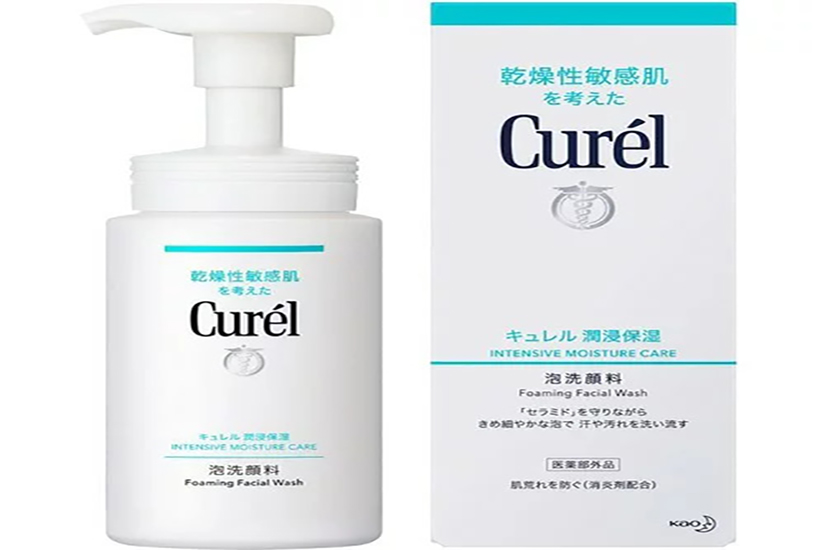 乾燥性敏感肌
を考えた
Curél
キュレル 潤浸保湿
INTENSIVE MOISTURE CARE
泡洗顔料
Foaming Facial Wash
乾燥性敏感肌
を考えた
Curél
キュレル 潤浸保湿
INTENSIVE MOISTURE CARE
泡洗顔料
Foaming Facial Wash
「セラミド」を守りながら
きめ細やかな泡で 汗や汚れを洗い流す
医薬部外品
肌荒れを防ぐ(消炎剤配合)
Kao